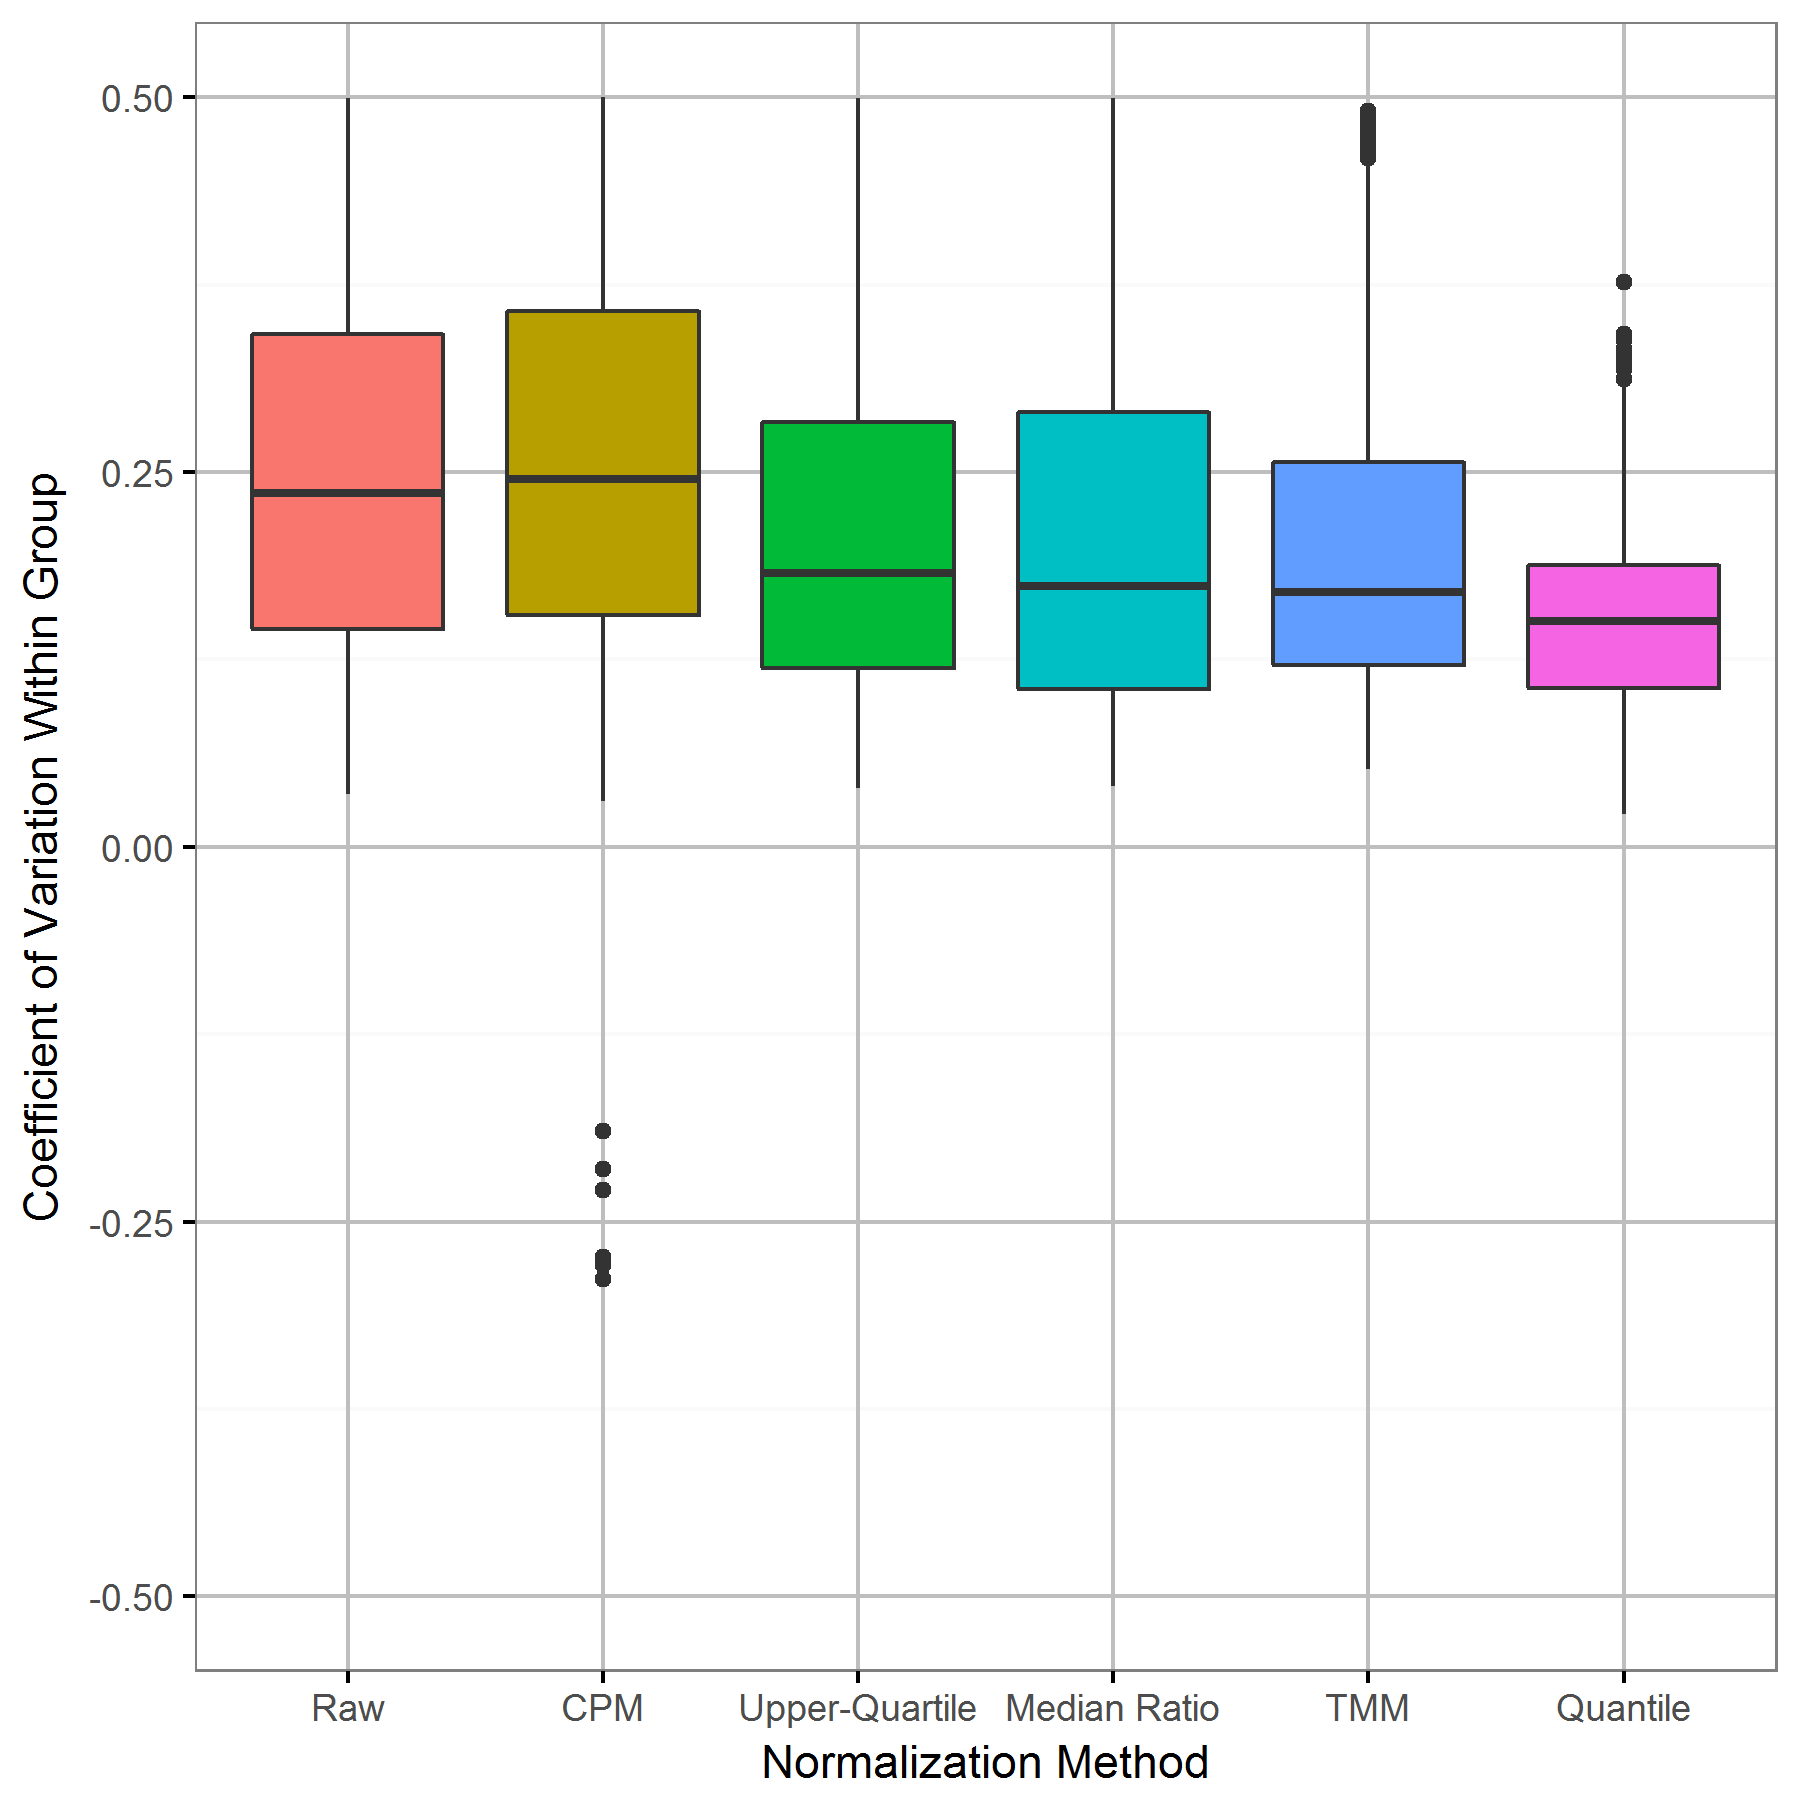 Coefficient of Variation Within Group
0.50
0.25
0.00
-0.25
-0.50
Raw
CPM
Upper-Quartile
Median Ratio
TMM
Quantile
Normalization Method